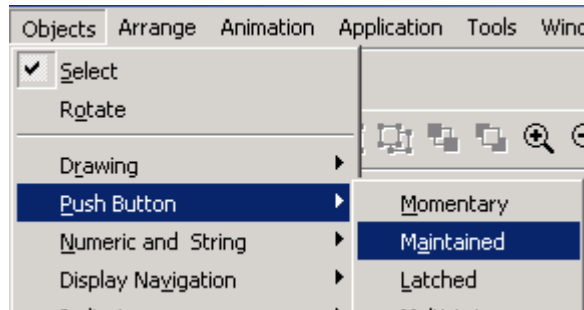 Objects Arrange Animation Application Tools
Select
Rotate
Drawing
Push Button
Momentary
Numeric and String
Maintained
Display Navigation
Latched